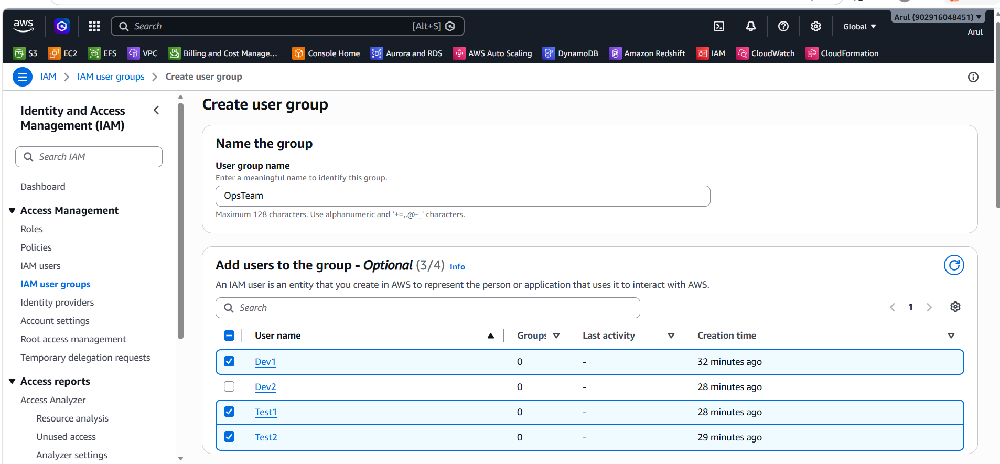 aws
Search [Alt+S]
Global ▼
Arul (902916048451) ▼
Arul
S3 EC2 EFS VPC Billing and Cost Manage... Console Home Aurora and RDS AWS Auto Scaling DynamoDB Amazon Redshift IAM CloudWatch CloudFormation
IAM > IAM user groups > Create user group
Identity and Access
Management (IAM)
Search IAM
Dashboard
Access Management
Roles
Policies
IAM users
IAM user groups
Identity providers
Account settings
Root access management
Temporary delegation requests
Access reports
Access Analyzer
Resource analysis
Unused access
Analyzer settings
Create user group
Name the group
User group name
Enter a meaningful name to identify this group.
OpsTeam
Maximum 128 characters. Use alphanumeric and '+=,.@-_' characters.
Add users to the group - Optional (3/4) Info
An IAM user is an entity that you create in AWS to represent the person or application that uses it to interact with AWS.
Search
1
User name Groups Last activity Creation time
Dev1 0 - 32 minutes ago
Dev2 0 - 28 minutes ago
Test1 0 - 28 minutes ago
Test2 0 - 29 minutes ago